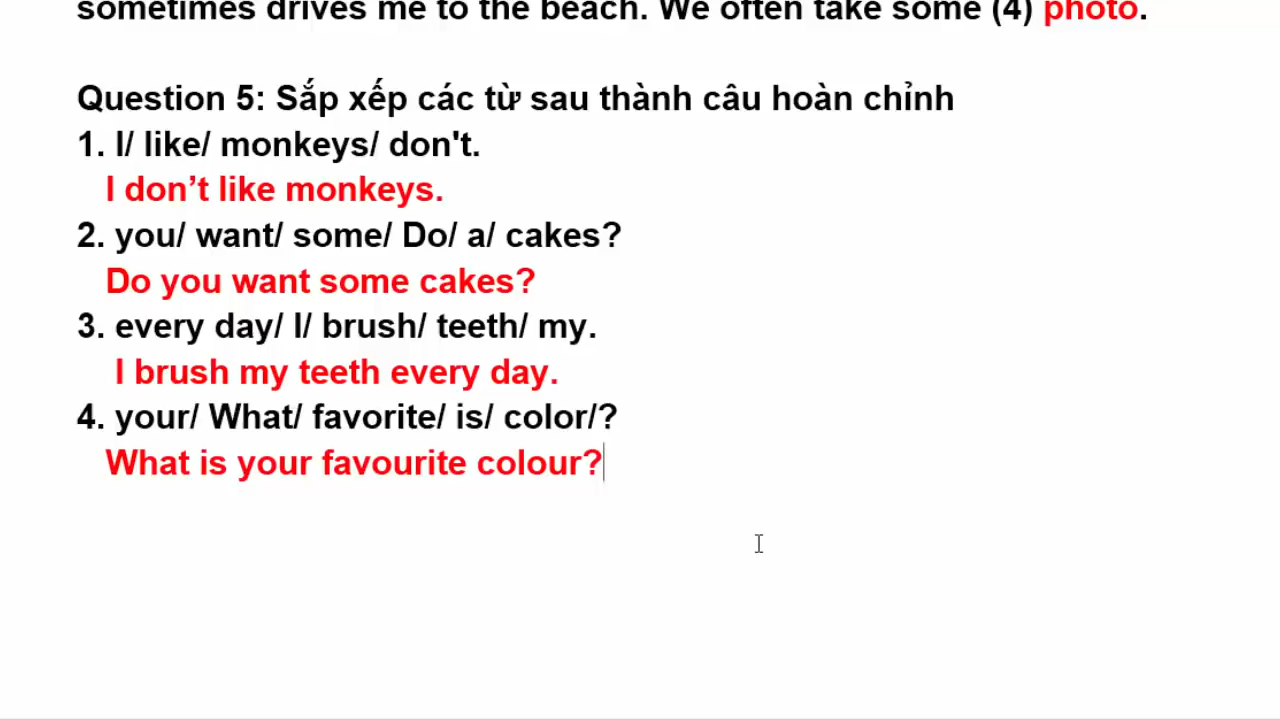 sometimes drives me to the beach. We often take some (4) photo.
Question 5: Sắp xếp các từ sau thành câu hoàn chỉnh
1. I/ like/ monkeys/ don't.
I don’t like monkeys.
2. you/ want/ some/ Do/ a/ cakes?
Do you want some cakes?
3. every day/ I/ brush/ teeth/ my.
I brush my teeth every day.
4. your/ What/ favorite/ is/ color/?
What is your favourite colour?